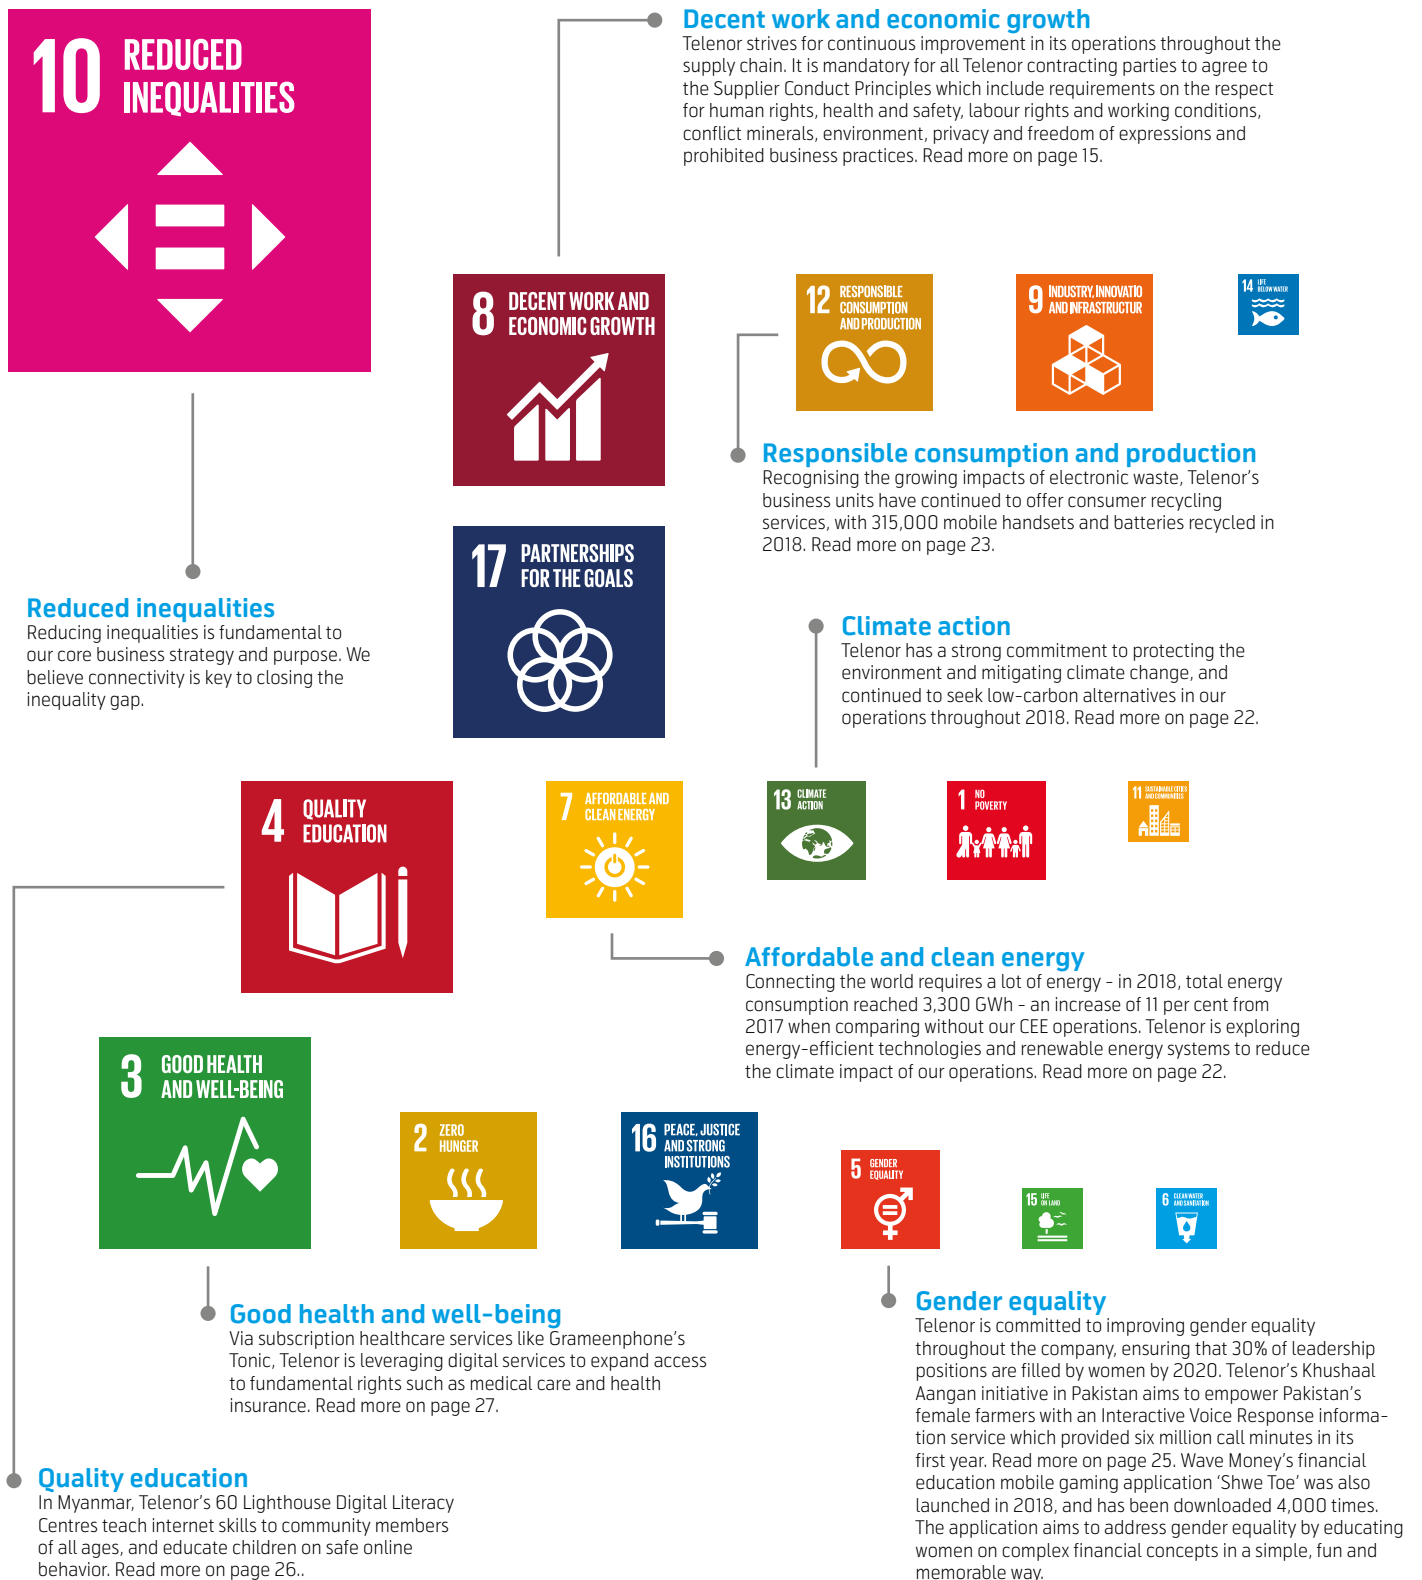 10 REDUCED
INEQUALITIES
Decent work and economic growth
Telenor strives for continuous improvement in its operations throughout the
supply chain. It is mandatory for all Telenor contracting parties to agree to
the Supplier Conduct Principles which include requirements on the respect
for human rights, health and safety, labour rights and working conditions,
conflict minerals, environment, privacy and freedom of expressions and
prohibited business practices. Read more on page 15.
8 DECENT WORK AND
ECONOMIC GROWTH
12 RESPONSIBLE
CONSUMPTION
AND PRODUCTION
9 INDUSTRY, INNOVATIO
AND INFRASTRUCTUR
14 LIFE
BELOW WATER
Responsible consumption and production
Recognising the growing impacts of electronic waste, Telenor's
business units have continued to offer consumer recycling
services, with 315,000 mobile handsets and batteries recycled in
2018. Read more on page 23.
17 PARTNERSHIPS
FOR THE GOALS
Reduced inequalities
Reducing inequalities is fundamental to
our core business strategy and purpose. We
believe connectivity is key to closing the
inequality gap.
Climate action
Telenor has a strong commitment to protecting the
environment and mitigating climate change, and
continued to seek low-carbon alternatives in our
operations throughout 2018. Read more on page 22.
4 QUALITY
EDUCATION
7 AFFORDABLE AND
CLEAN ENERGY
13 CLIMATE
ACTION
1 NO
POVERTY
11 SUSTAINABLE CITIES
AND COMMUNITIES
Affordable and clean energy
Connecting the world requires a lot of energy - in 2018, total energy
consumption reached 3,300 GWh - an increase of 11 per cent from
2017 when comparing without our CEE operations. Telenor is exploring
energy-efficient technologies and renewable energy systems to reduce
the climate impact of our operations. Read more on page 22.
3 GOOD HEALTH
AND WELL-BEING
2 ZERO
HUNGER
16 PEACE, JUSTICE
AND STRONG
INSTITUTIONS
5 GENDER
EQUALITY
15 LIFE
ON LAND
6 CLEAN WATER
AND SANITATION
Good health and well-being
Via subscription healthcare services like Grameenphone's
Tonic, Telenor is leveraging digital services to expand access
to fundamental rights such as medical care and health
insurance. Read more on page 27.
Gender equality
Telenor is committed to improving gender equality
throughout the company, ensuring that 30% of leadership
positions are filled by women by 2020. Telenor's Khushaal
Aangan initiative in Pakistan aims to empower Pakistan's
female farmers with an Interactive Voice Response informa-
tion service which provided six million call minutes in its
first year. Read more on page 25. Wave Money's financial
education mobile gaming application 'Shwe Toe' was also
launched in 2018, and has been downloaded 4,000 times.
The application aims to address gender equality by educating
women on complex financial concepts in a simple, fun and
memorable way.
Quality education
In Myanmar, Telenor's 60 Lighthouse Digital Literacy
Centres teach internet skills to community members
of all ages, and educate children on safe online
behavior. Read more on page 26..